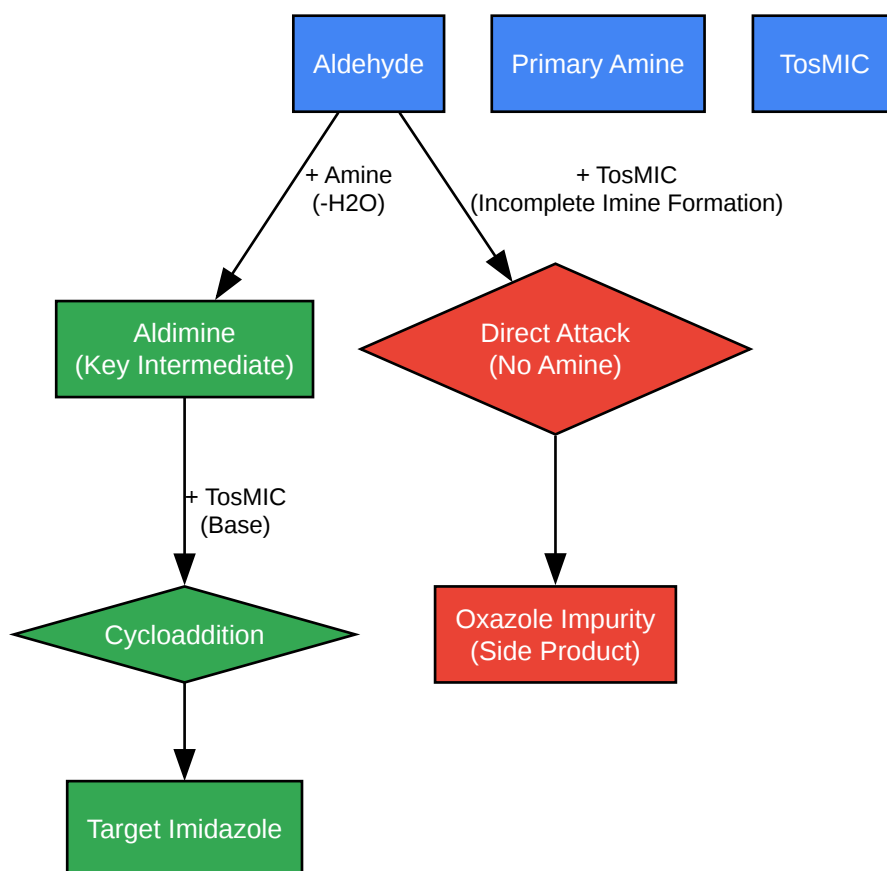 Aldehyde
Primary Amine
TosMIC
+ Amine
(-H2O)
+ TosMIC
(Incomplete Imine Formation)
Aldimine
(Key Intermediate)
Direct Attack
(No Amine)
+ TosMIC
(Base)
Cycloaddition
Oxazole Impurity
(Side Product)
Target Imidazole